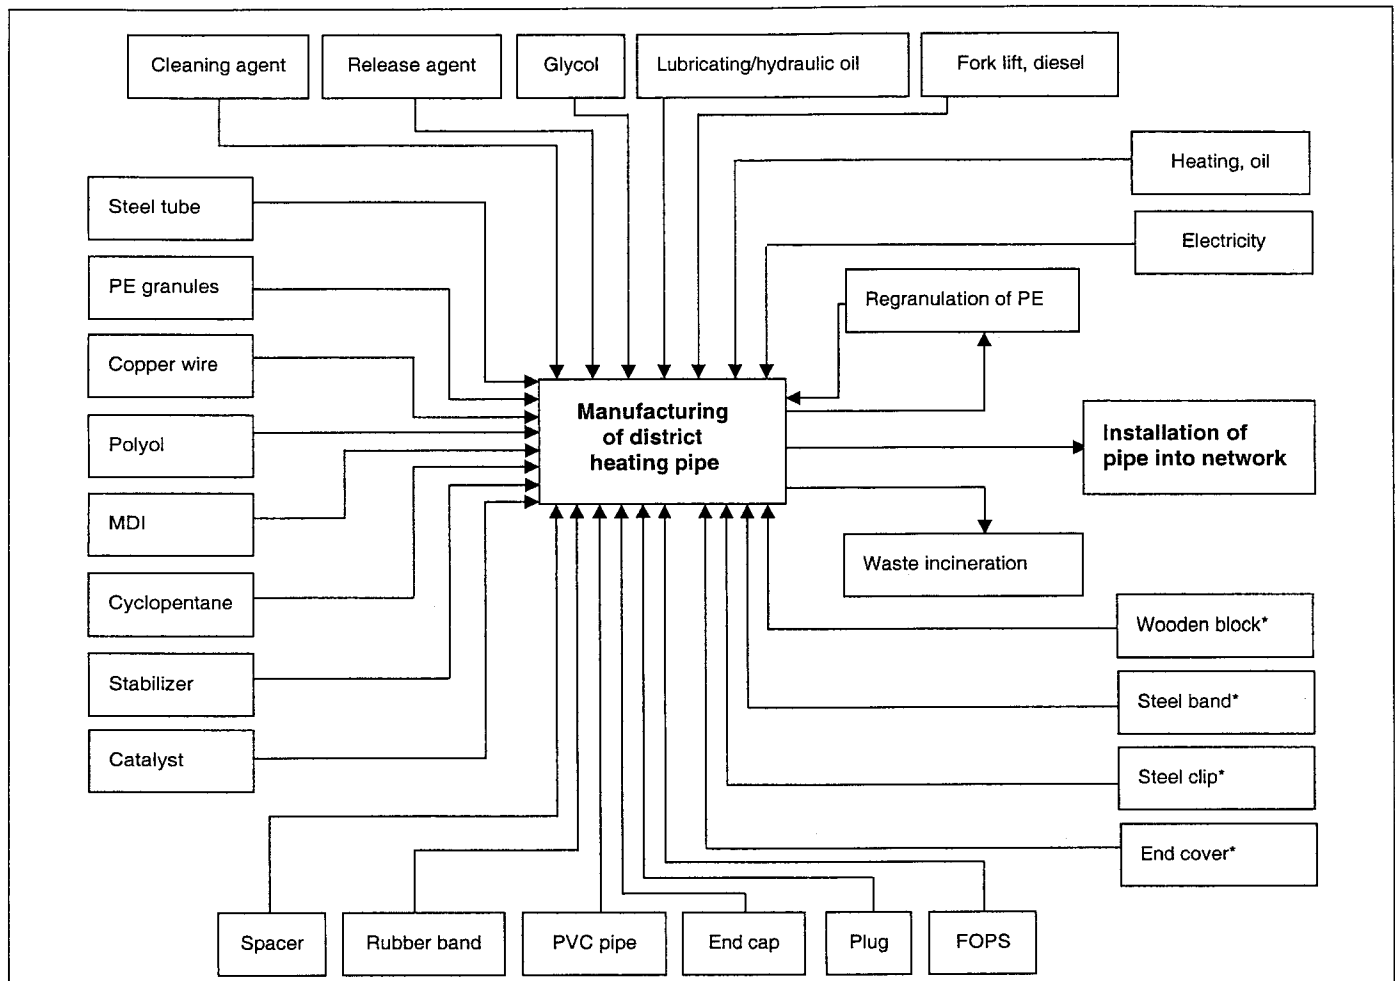 Cleaning agent
Release agent
Glycol
Lubricating/hydraulic oil
Fork lift, diesel
Heating, oil
Steel tube
Electricity
PE granules
Regranulation of PE
Copper wire
Manufacturing
of district
heating pipe
Installation of
pipe into network
Polyol
MDI
Waste incineration
Cyclopentane
Wooden block*
Stabilizer
Steel band*
Catalyst
Steel clip*
End cover*
Spacer
Rubber band
PVC pipe
End cap
Plug
FOPS